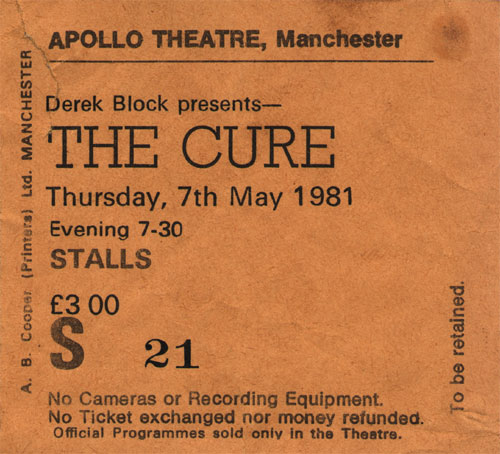 APOLLO THEATRE, Manchester
Derek Block presents—
THE CURE
Thursday, 7th May 1981
Evening 7-30
STALLS
£3 00
S 21
No Cameras or Recording Equipment.
No Ticket exchanged nor money refunded.
Official Programmes sold only in the Theatre.
A. B. Cooper (Printers) Ltd. MANCHESTER
To be retained.